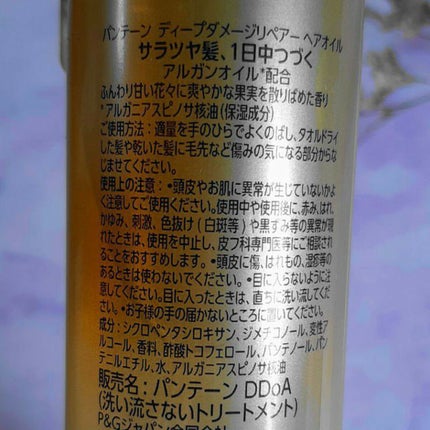 パンテーン ディープダメージリペアー ヘアオイル
サラツヤ髪、1日中つづく
アルガンオイル*配合
ふんわり甘い花々に爽やかな果実を散りばめた香り
*アルガニアスピノサ核油(保湿成分)
ご使用方法:適量を手のひらでよくのばし、タオルドライ
した髪や乾いた髪に毛先など傷みの気になる部分からな
じませてください。
使用上の注意:•頭皮やお肌に異常が生じていないかよ
く注意してご使用ください。使用中や使用後に、赤み、はれ、
かゆみ、刺激、色抜け(白斑等)や黒ずみ等の異常が現
れたときは、使用を中止し、皮フ科専門医等にご相談され
ることをおすすめします。•頭皮に傷、はれもの、湿疹等の
あるときは使わないでください。•目に入らないように注
意してください。目に入ったときは、直ちに洗い流してくだ
さい。•お子様の手の届かないところに置いてください。
成分:シクロペンタシロキサン、ジメチコノール、変性ア
ルコール、香料、酢酸トコフェロール、パンテノール、パン
テニルエチル、水、アルガニアスピノサ核油
販売名:パンテーン DDoA
(洗い流さないトリートメント)
P&Gジャパン合同会社